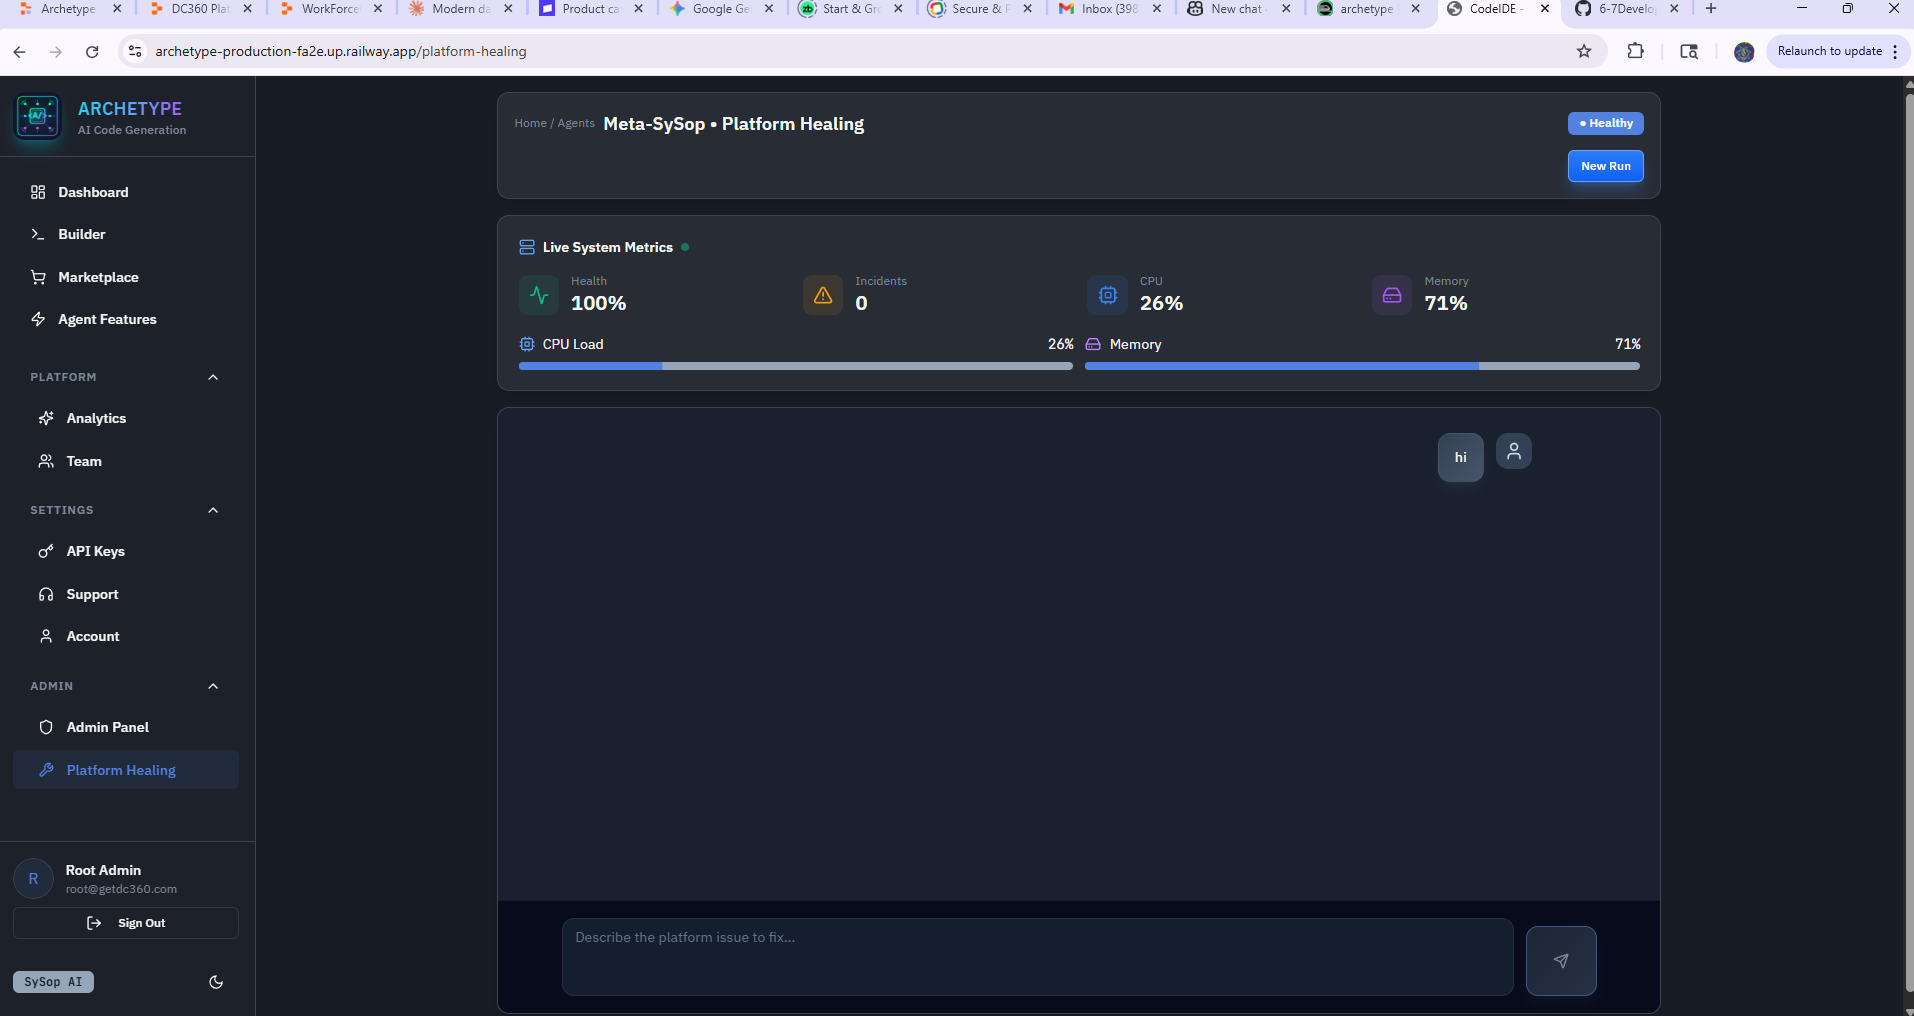 Archetype
DC360 Plat
WorkForce
Modern da
Product ca
Google Ge
Start & Gro
Secure & P
Inbox (398
New chat
archetype
CodeIDE -
6-7Develo
archetype-production-fa2e.up.railway.app/platform-healing
Relaunch to update
ARCHETYPE
AI Code Generation
Dashboard
Builder
Marketplace
Agent Features
PLATFORM
Analytics
Team
SETTINGS
API Keys
Support
Account
ADMIN
Admin Panel
Platform Healing
R
Root Admin
root@getdc360.com
Sign Out
SySop AI
Home / Agents Meta-SySop • Platform Healing
• Healthy
New Run
Live System Metrics
Health
100%
Incidents
0
CPU
26%
Memory
71%
CPU Load 26%
Memory 71%
hi
Describe the platform issue to fix...